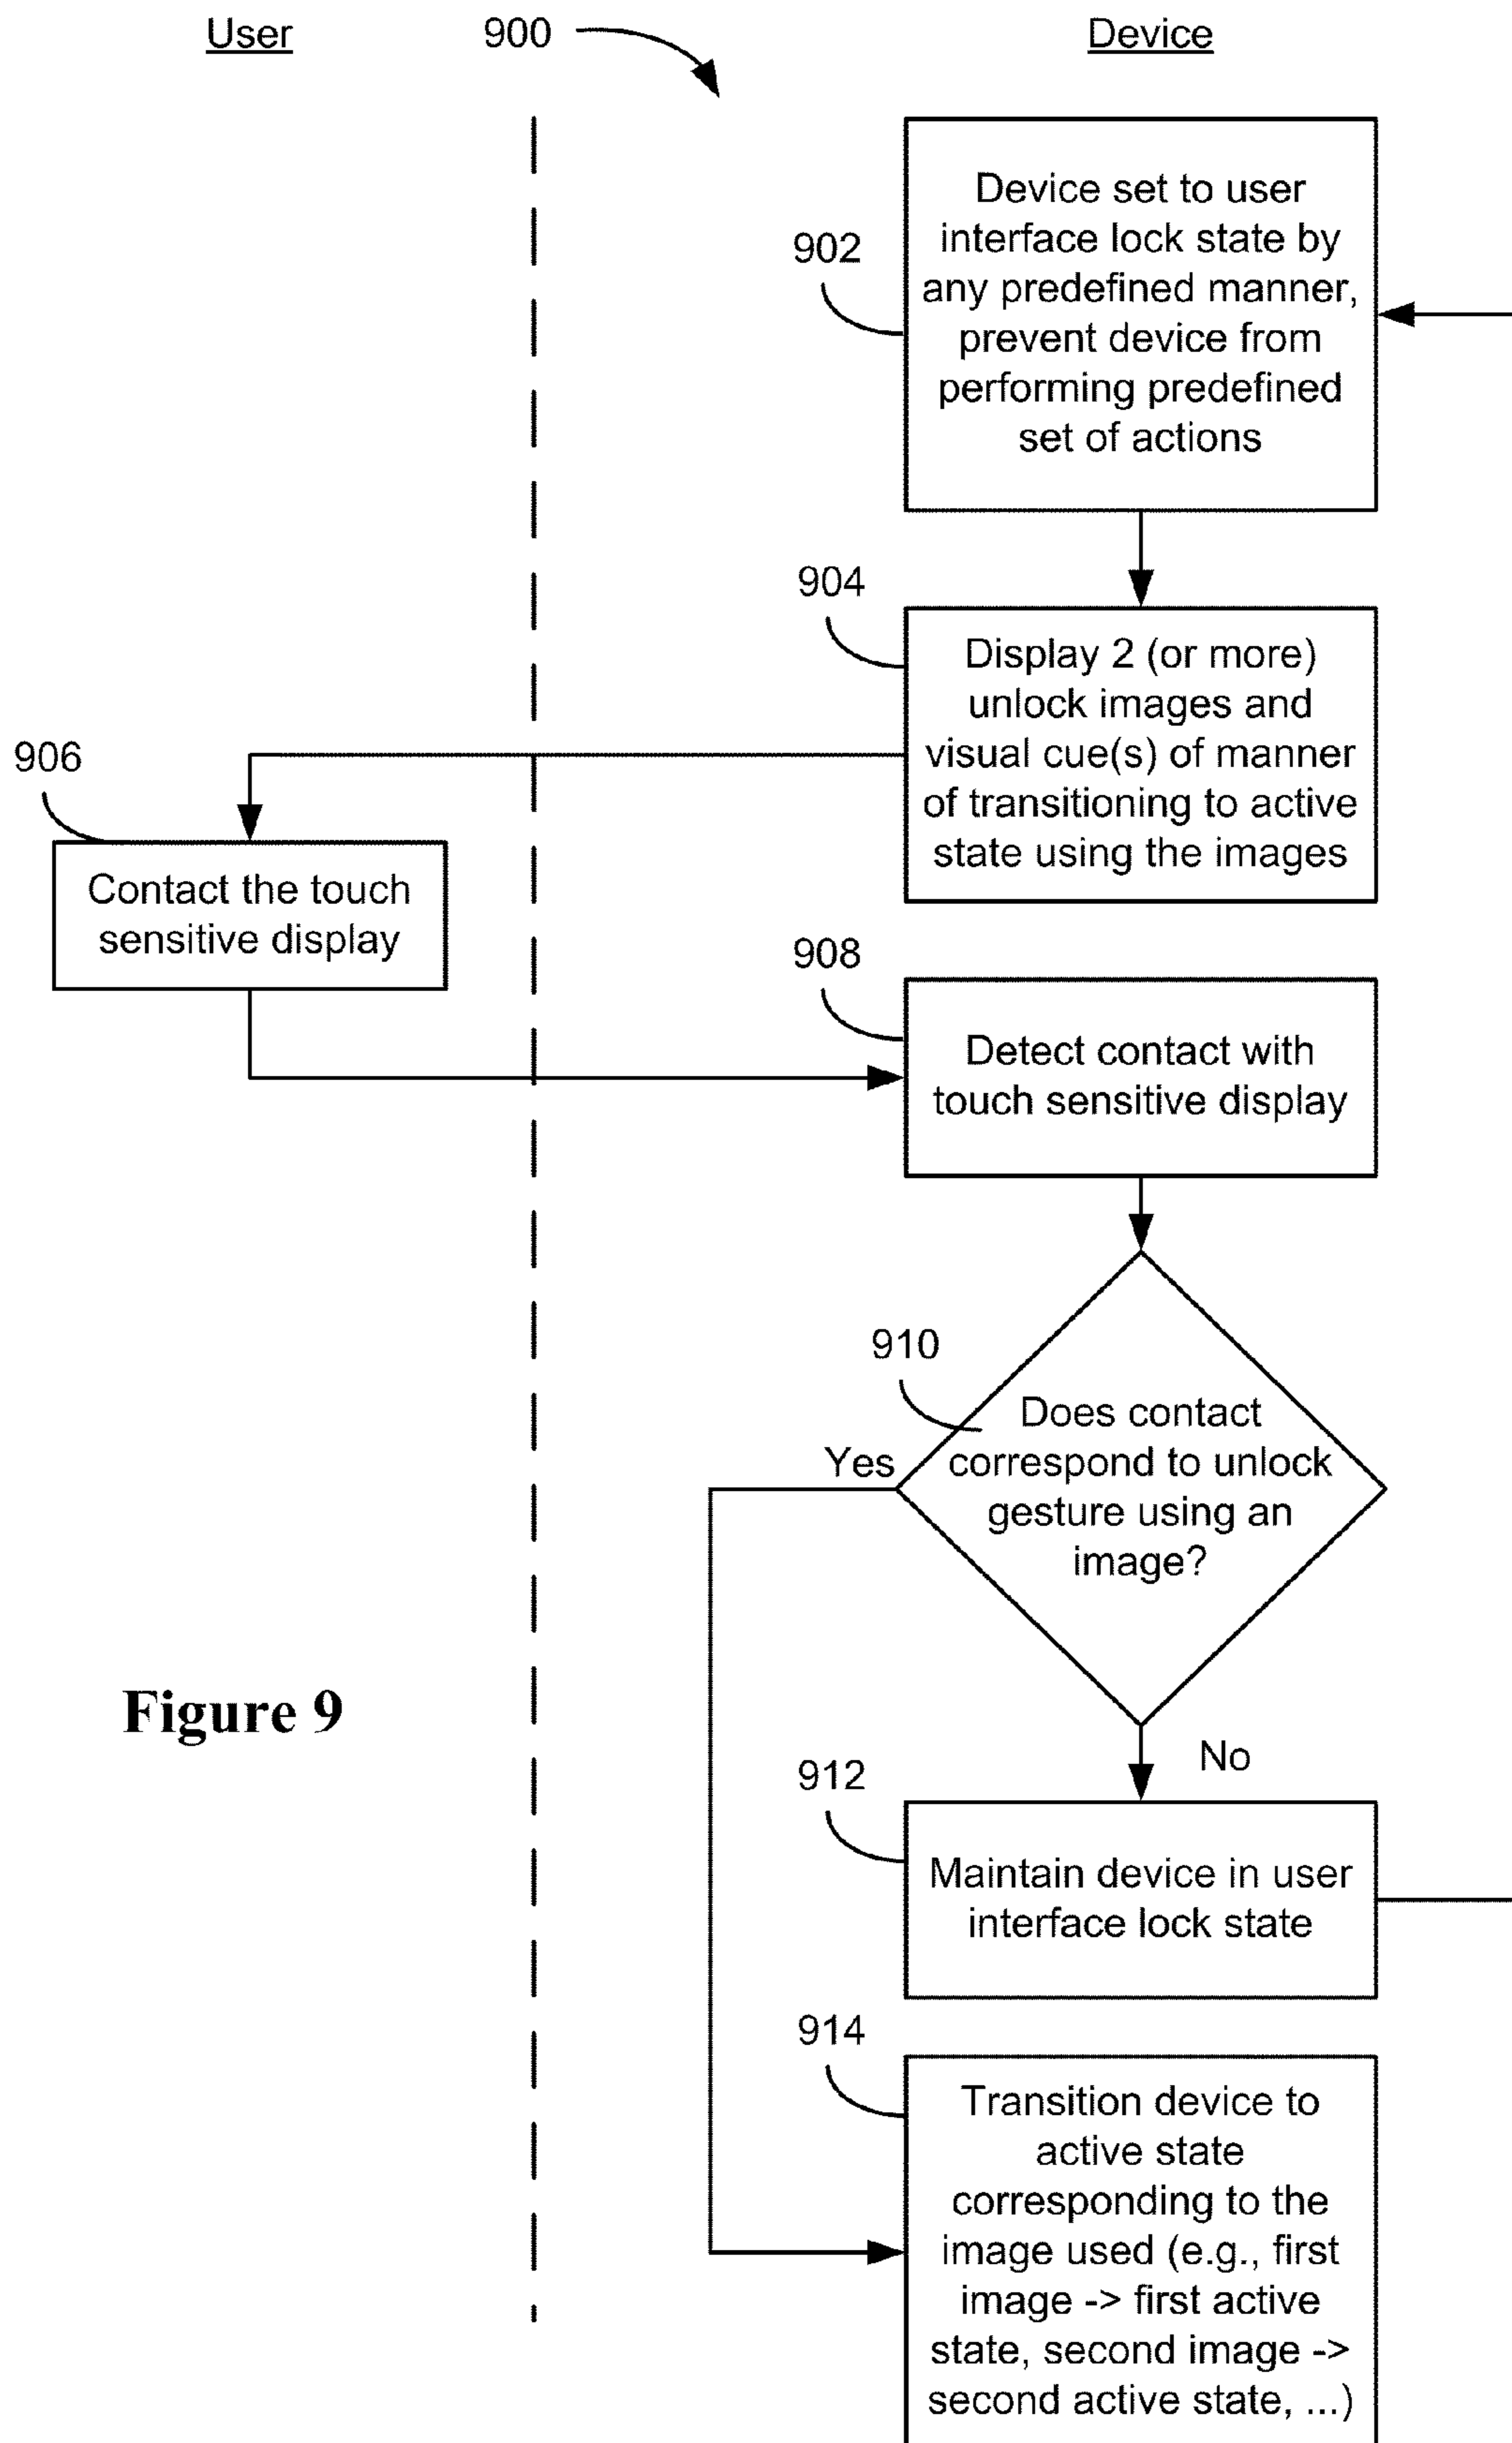 User
900
Device
902
Device set to user
interface lock state by
any predefined manner,
prevent device from
performing predefined
set of actions
904
Display 2 (or more)
unlock images and
visual cue(s) of manner
of transitioning to active
state using the images
906
Contact the touch
sensitive display
908
Detect contact with
touch sensitive display
910
Does contact
correspond to unlock
gesture using an
image?
Yes
No
Figure 9
912
Maintain device in user
interface lock state
914
Transition device to
active state
corresponding to the
image used (e.g., first
image -> first active
state, second image ->
second active state, ...)